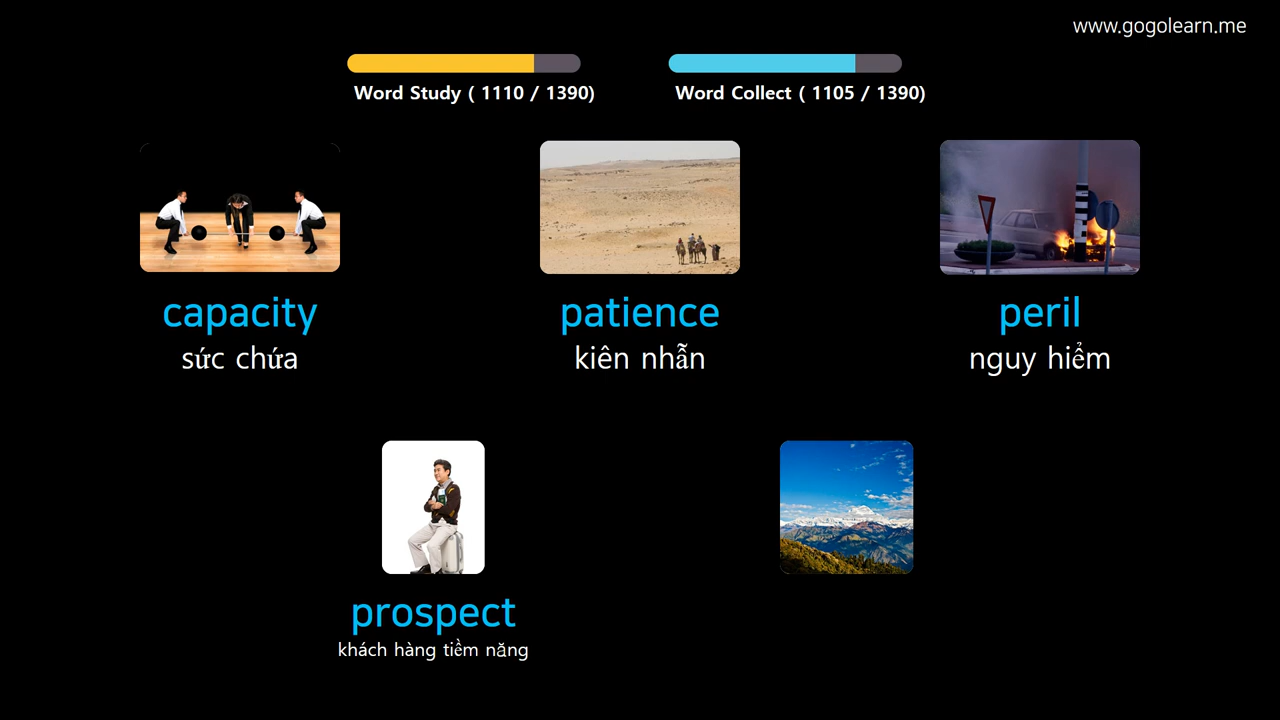 www.gogolearn.me
Word Study ( 1110 / 1390)
Word Collect ( 1105 / 1390)
capacity
patience
peril
sức chứa
kiên nhẫn
nguy hiểm
prospect
khách hàng tiềm năng